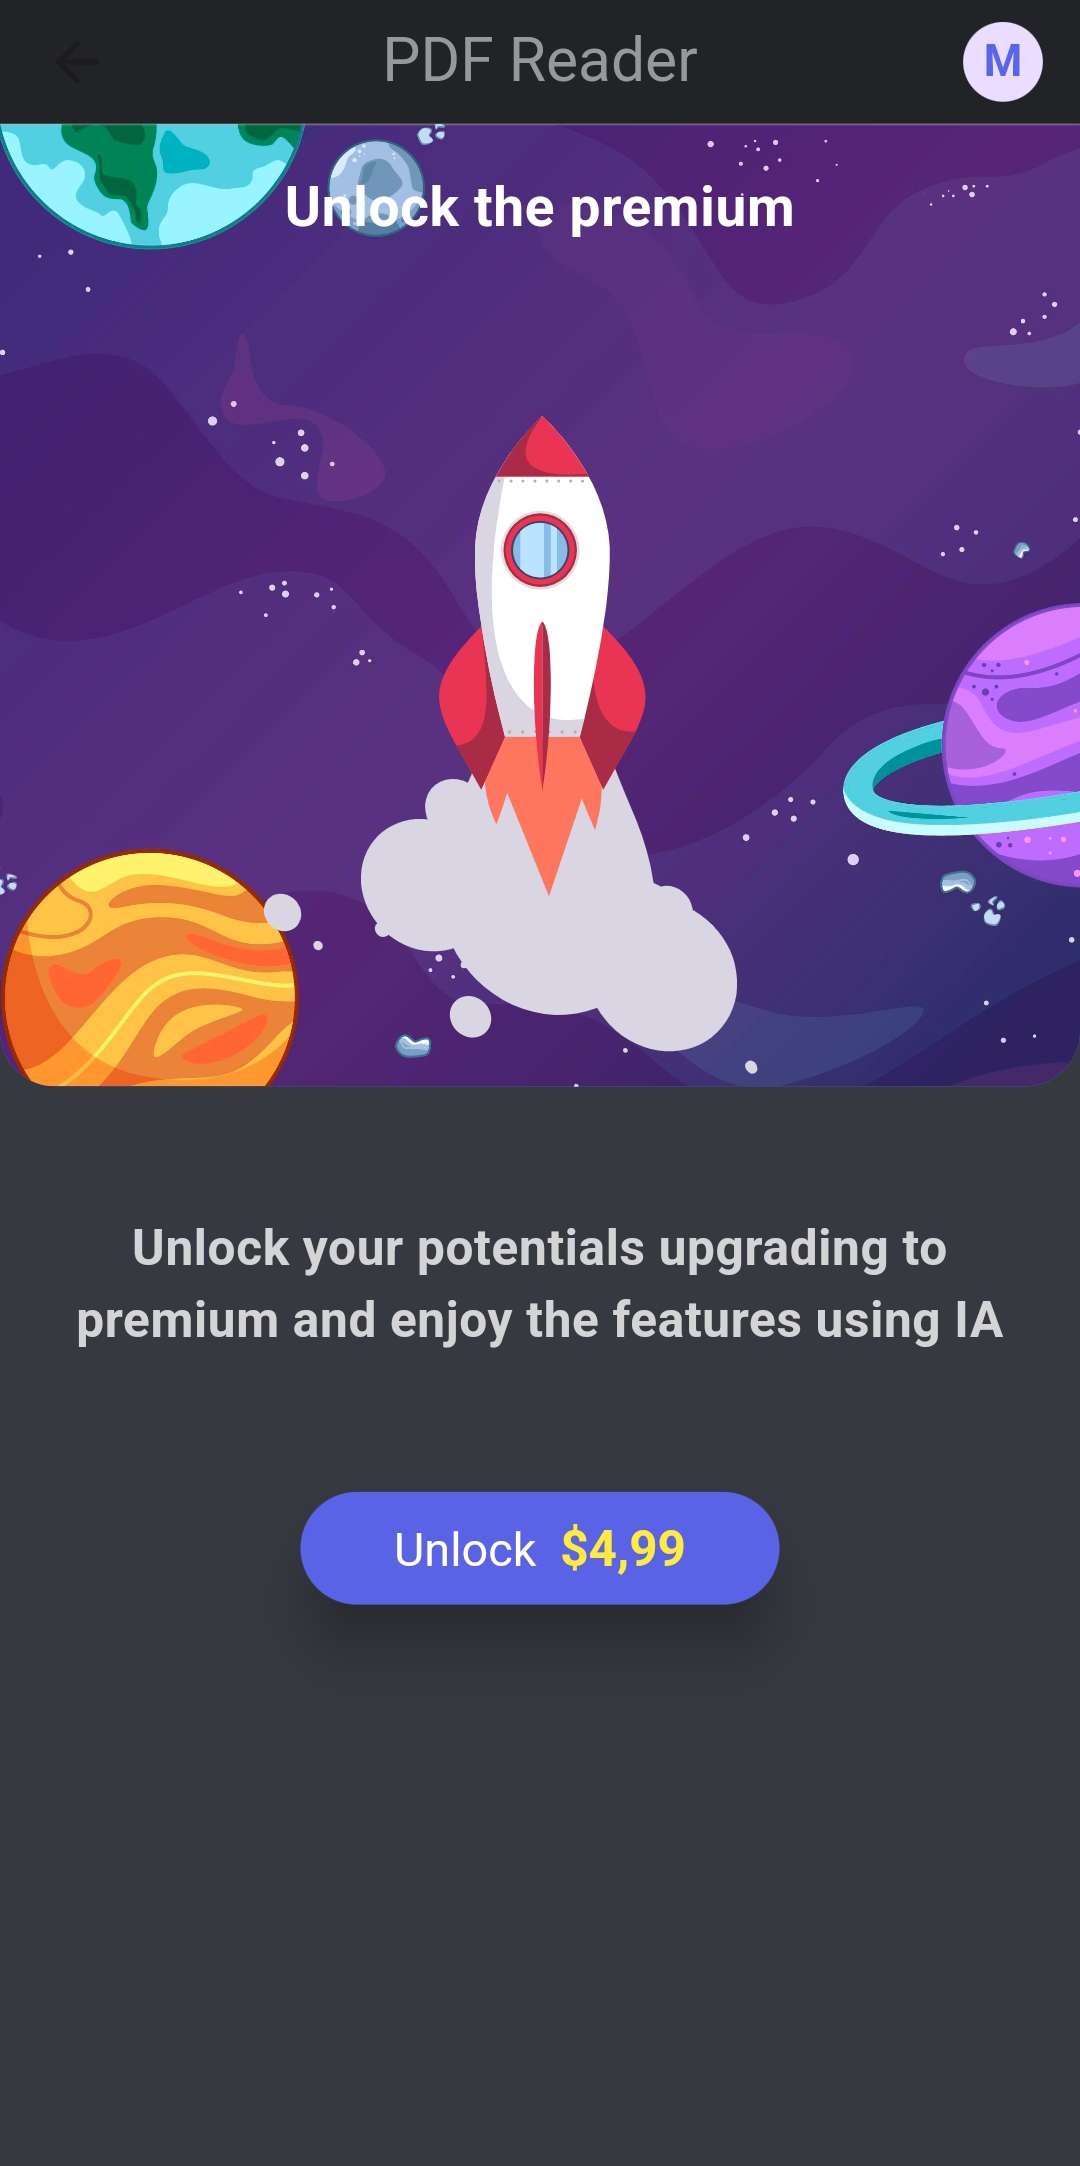 PDF Reader
M
Unlock the premium
Unlock your potentials upgrading to
premium and enjoy the features using IA
Unlock $4,99